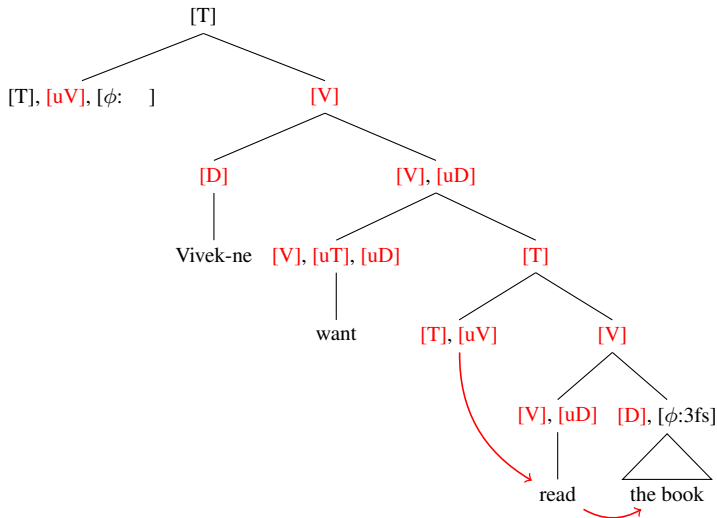 [T]
[T], [uV], [ϕ: ]
[V]
[D]
[V], [uD]
Vivek-ne
[V], [uT], [uD]
[T]
want
[T], [uV]
[V]
[V], [uD]
[D], [ϕ:3fs]
read
the book